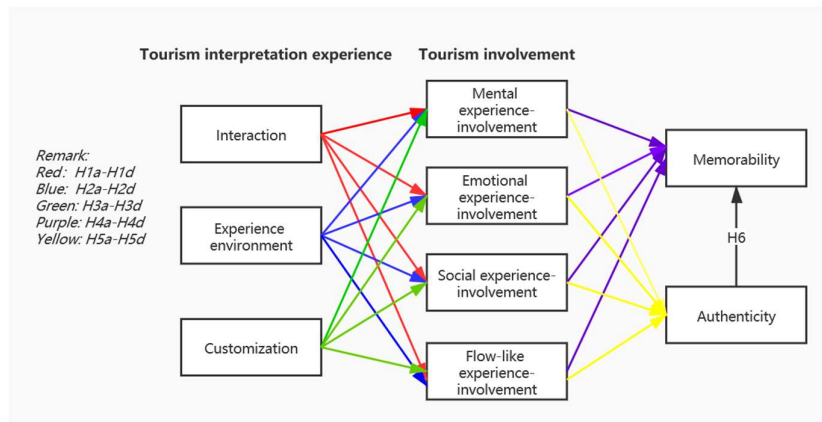 Tourism interpretation experience
Tourism involvement
Remark:
Red: H1a-H1d
Blue: H2a-H2d
Green: H3a-H3d
Purple: H4a-H4d
Yellow: H5a-H5d
Interaction
Experience
environment
Customization
Mental
experience-
involvement
Emotional
experience-
involvement
Social experience-
involvement
Flow-like
experience-
involvement
Memorability
H6
Authenticity